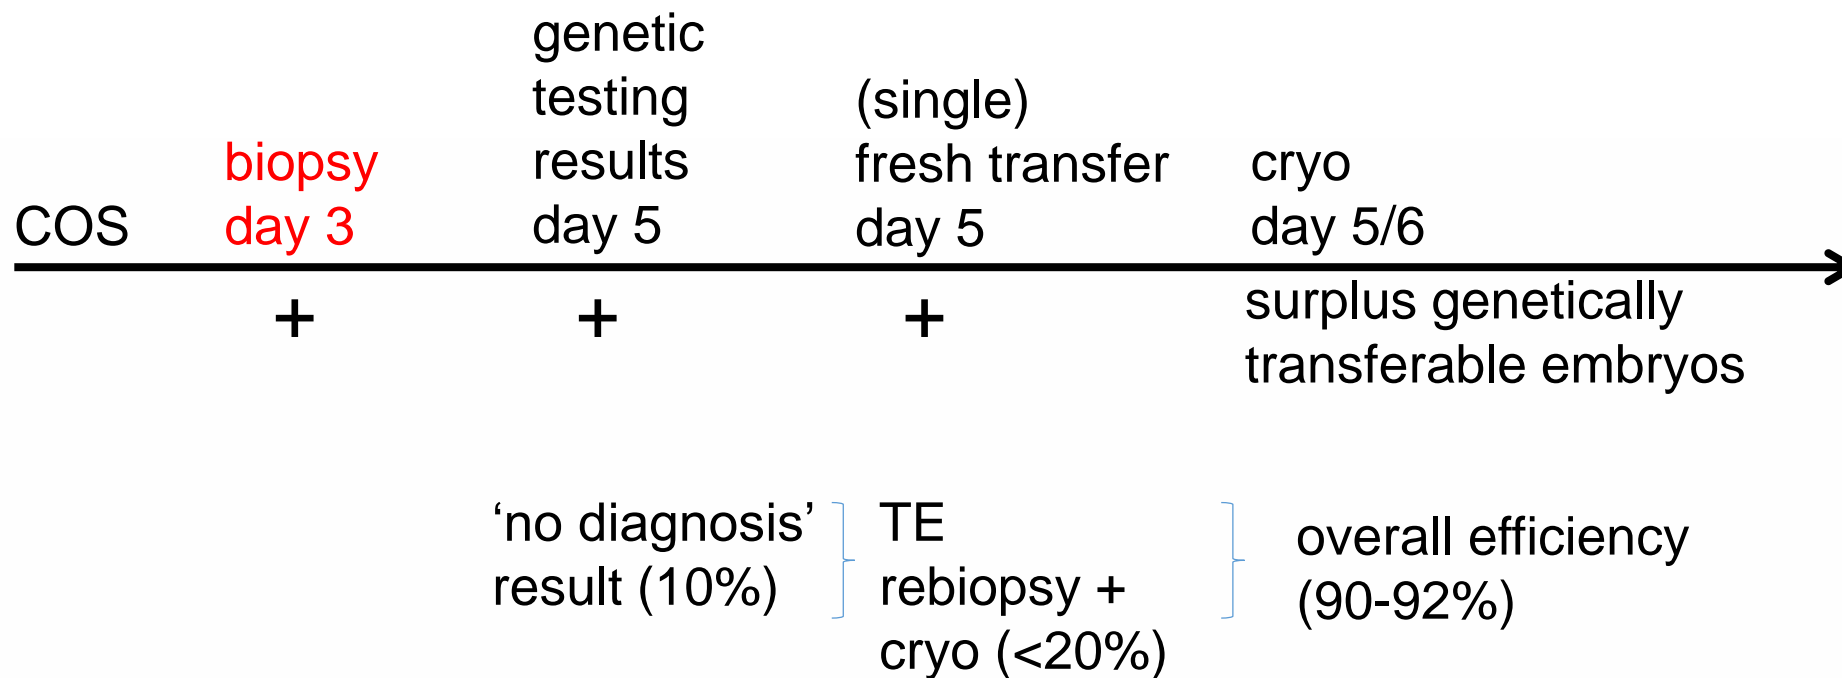 COS
biopsy
day 3
genetic
testing
results
day 5
(single)
fresh transfer
day 5
cryo
day 5/6
+
+
+
surplus genetically
transferable embryos
‘no diagnosis’
result (10%)
TE
rebiopsy +
cryo (<20%)
overall efficiency
(90-92%)